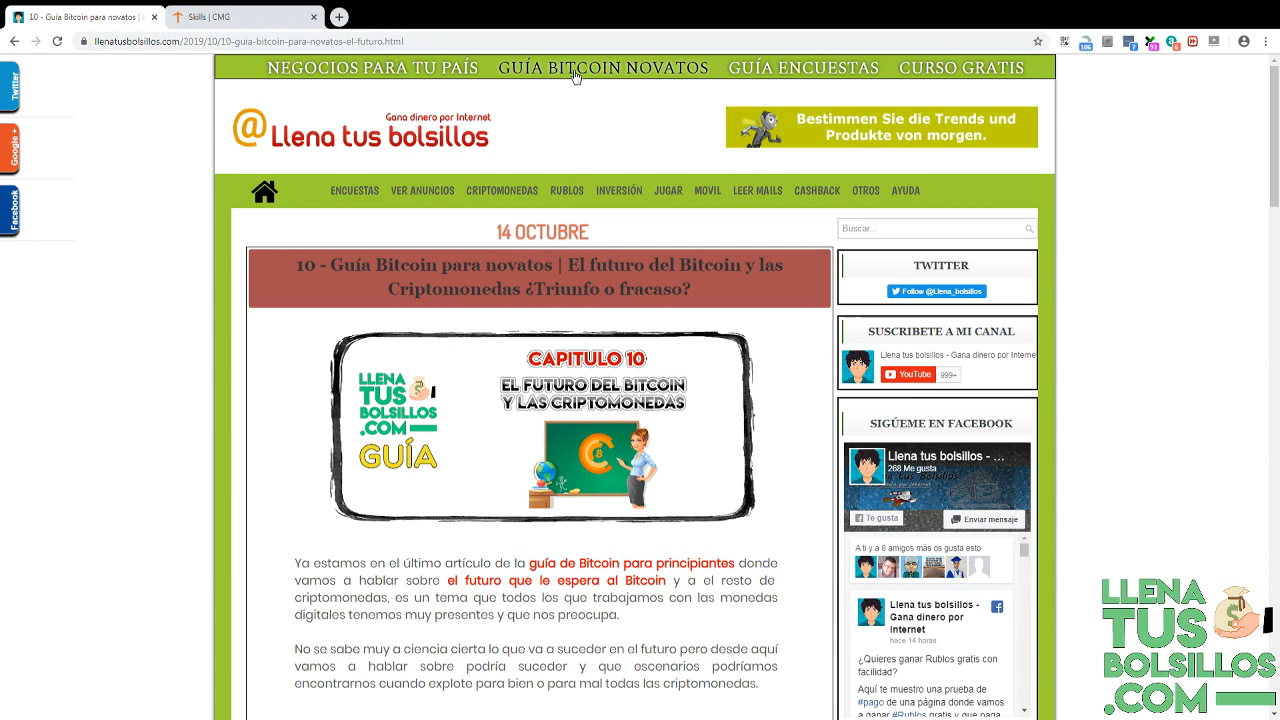 10 - Guía Bitcoin para novatos | E
Skills | CMG
llenatusbolsillos.com/2019/10/10-guia-bitcoin-para-novatos-el-futuro.html
106
7
93
6
NEGOCIOS PARA TU PAÍS GUÍA BITCOIN NOVATOS GUÍA ENCUESTAS CURSO GRATIS
Twitter
Google +
Facebook
Gana dinero por Internet
@Llena tus bolsillos
Bestimmen Sie die Trends und
Produkte von morgen.
ENCUESTAS VER ANUNCIOS CRIPTOMONEDAS RUBLOS INVERSIÓN JUGAR MOVIL LEER MAILS CASHBACK OTROS AYUDA
14 OCTUBRE
10 - Guía Bitcoin para novatos | El futuro del Bitcoin y las
Criptomonedas ¿Triunfo o fracaso?
CAPITULO 10
EL FUTURO DEL BITCOIN
Y LAS CRIPTOMONEDAS
LLENA
TUS
BOLSILLOS
.COM
GUÍA
Ya estamos en el último artículo de la guía de Bitcoin para principiantes donde
vamos a hablar sobre el futuro que le espera al Bitcoin y a el resto de
criptomonedas, es un tema que todos los que trabajamos con las monedas
digitales tenemos muy presentes y que nos preocupa.
No se sabe muy a ciencia cierta lo que va a suceder en el futuro pero desde aquí
vamos a hablar sobre podría suceder y que escenarios podríamos
encontrarnos cuando explote para bien o para mal todas las criptomonedas.
Buscar...
TWITTER
Follow @Llena_bolsillos
SUSCRIBETE A MI CANAL
Llena tus bolsillos - Gana dinero por Interne
YouTube 999+
SIGÚEME EN FACEBOOK
Llena tus bolsillos - ...
268 Me gusta
Te gusta
Enviar mensaje
A ti y a 8 amigos más os gusta esto
Llena tus bolsillos -
Gana dinero por
Internet
hace 14 horas
¿Quieres ganar Rublos gratis con
facilidad?
Aquí te muestro una prueba de
#pago de una página donde vamos
a ganar #Rublos gratis y que paga
LLENA
TUS
BOLSILLOS
.COM